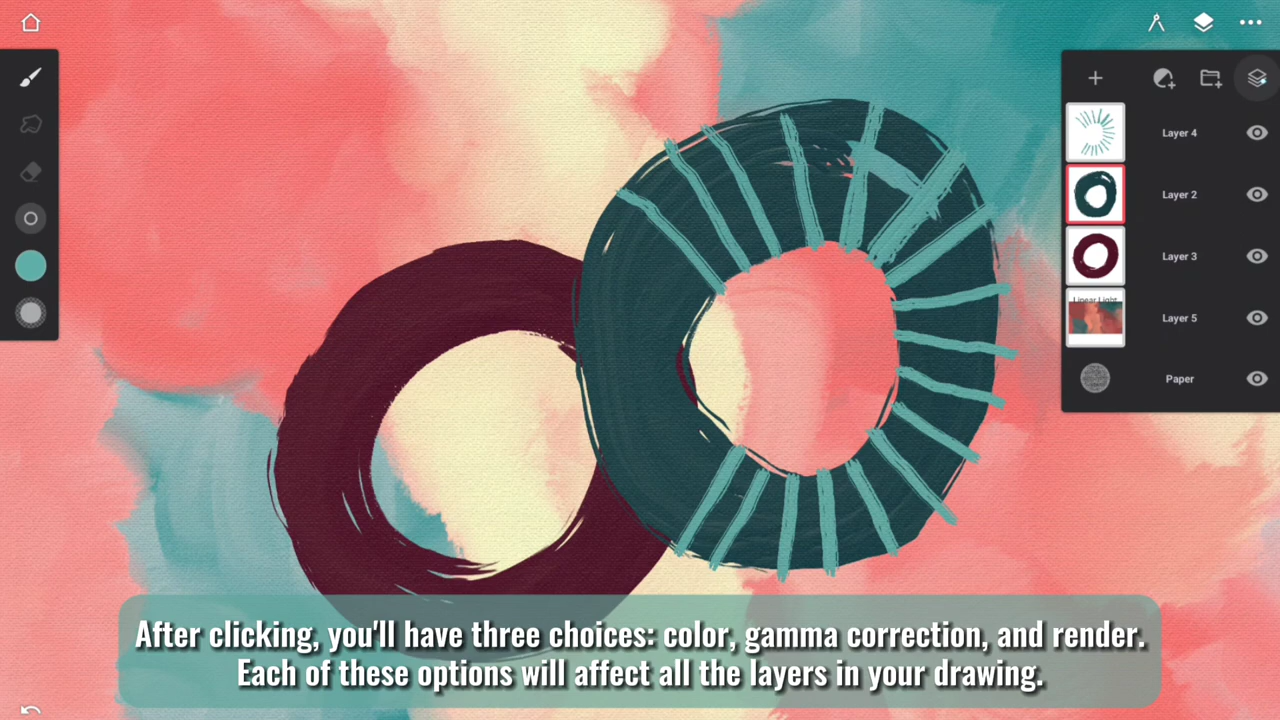 Layer 4
Layer 2
Layer 3
Linear Light
Layer 5
Paper
After clicking, you'll have three choices: color, gamma correction, and render.
Each of these options will affect all the layers in your drawing.